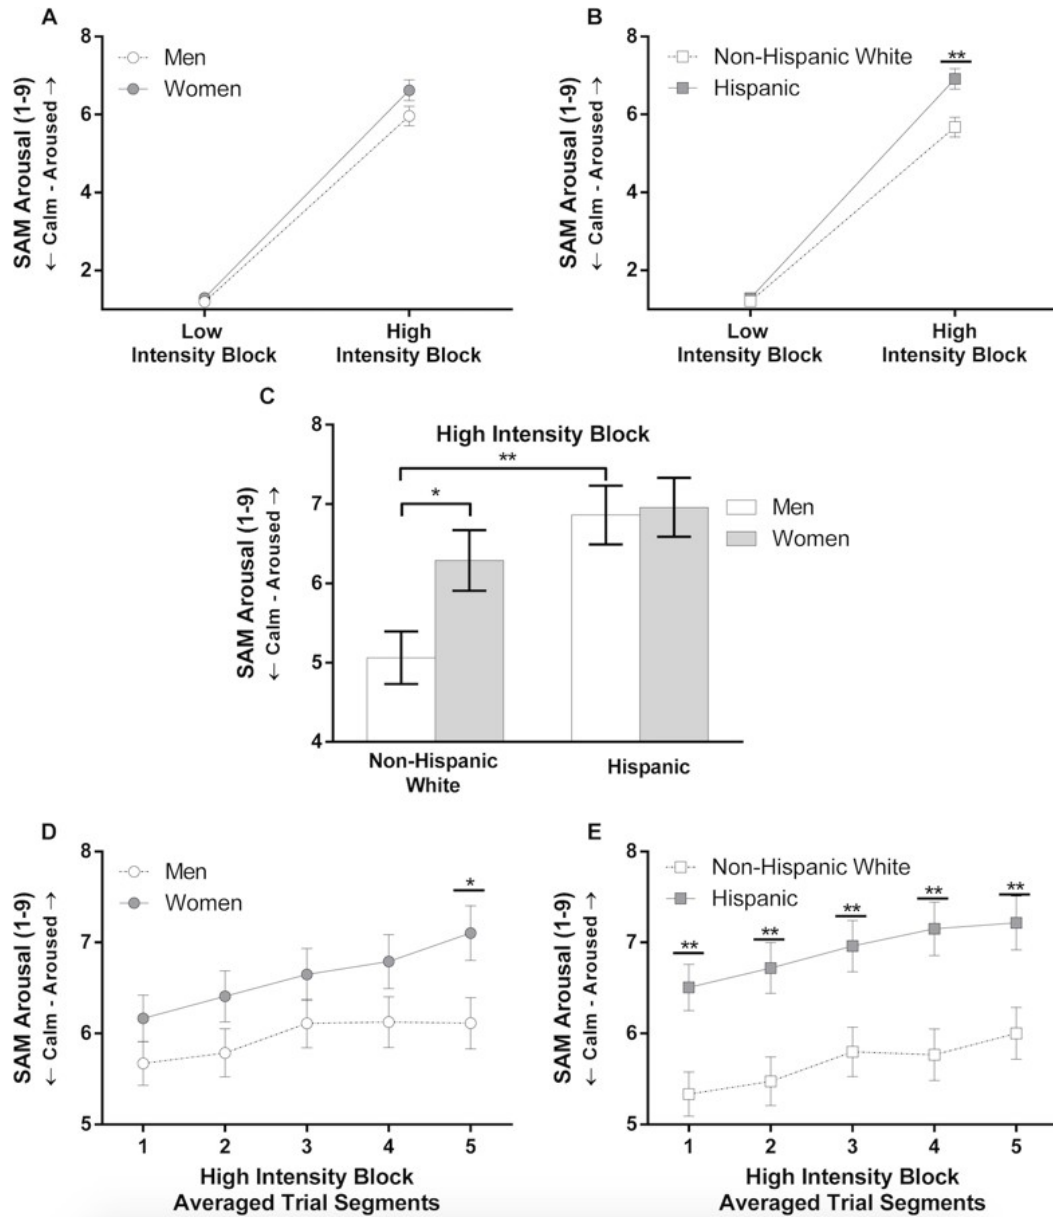 A
8
6
4
2
SAM Arousal (1-9)
← Calm - Aroused →
Men
Women
Low
Intensity Block
High
Intensity Block
B
8
6
4
2
SAM Arousal (1-9)
← Calm - Aroused →
Non-Hispanic White
Hispanic
**
Low
Intensity Block
High
Intensity Block
C
8
7
6
5
4
SAM Arousal (1-9)
← Calm - Aroused →
High Intensity Block
**
*
Men
Women
Non-Hispanic
White
Hispanic
D
8
7
6
5
SAM Arousal (1-9)
← Calm - Aroused →
Men
Women
*
1 2 3 4 5
High Intensity Block
Averaged Trial Segments
E
8
7
6
5
SAM Arousal (1-9)
← Calm - Aroused →
Non-Hispanic White
Hispanic
** ** ** ** **
1 2 3 4 5
High Intensity Block
Averaged Trial Segments